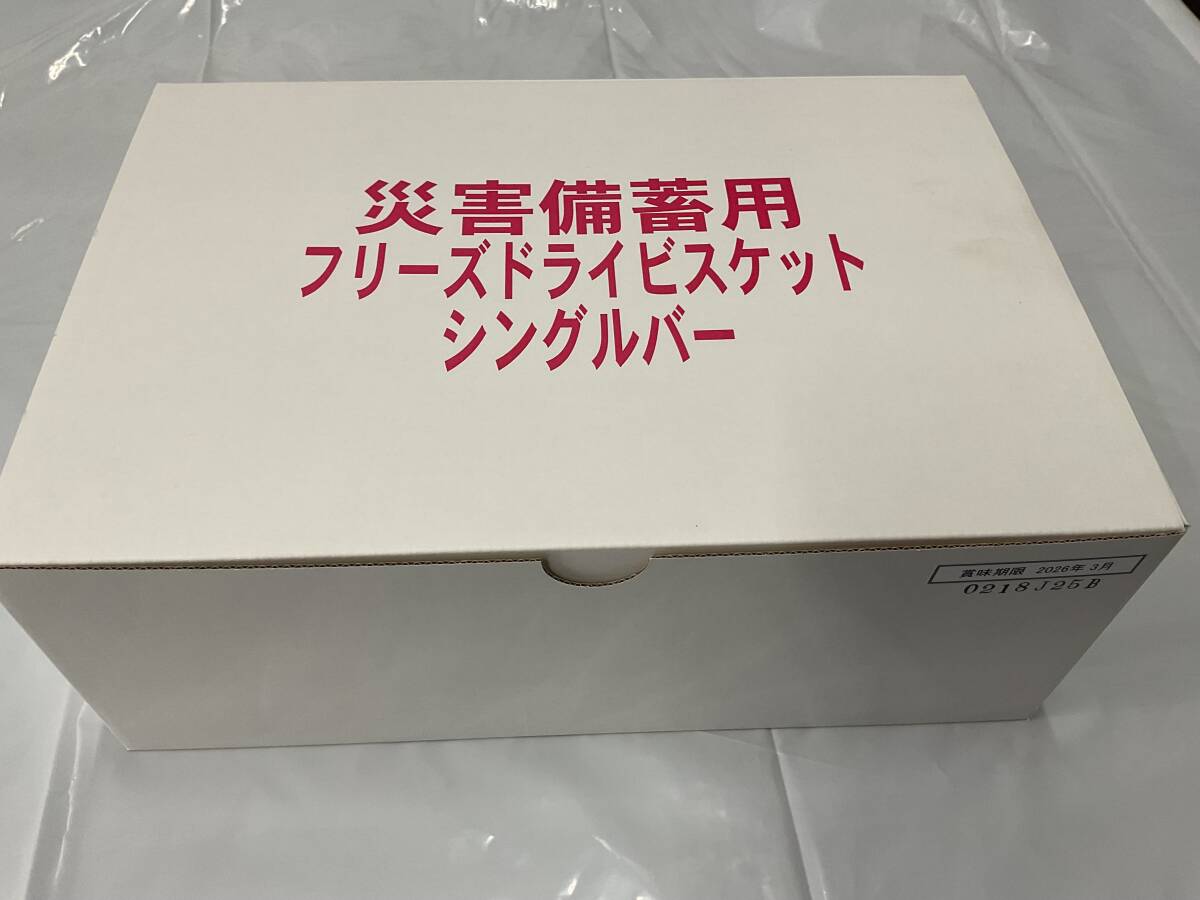 災害備蓄用
フリーズドライビスケット
シングルバー
賞味期限 2026年 3月
0218J25B